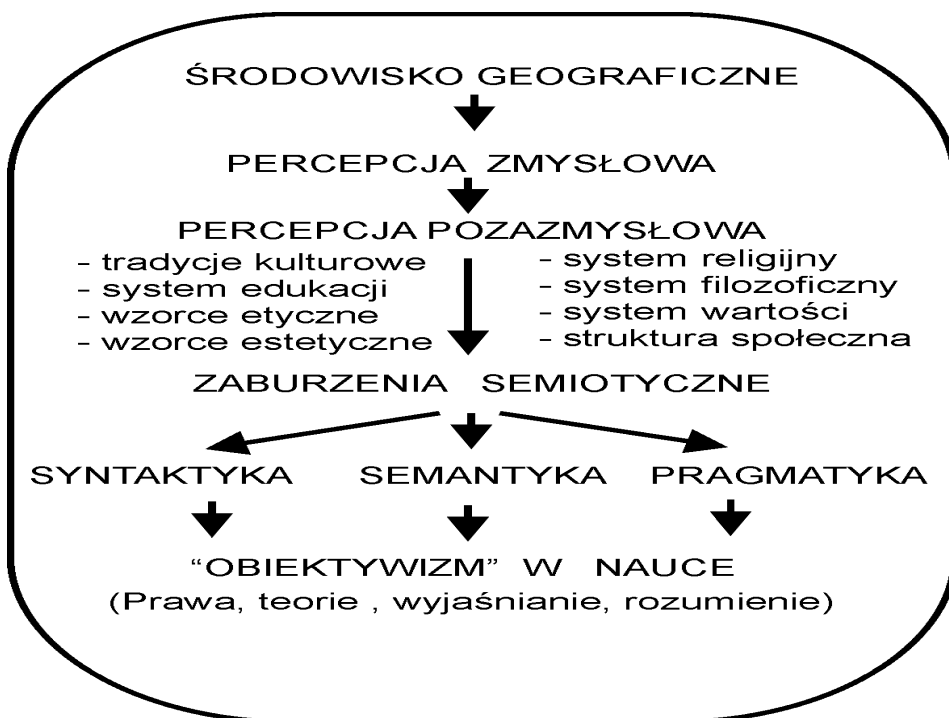 ŚRODOWISKO GEOGRAFICZNE
PERCEPCJA ZMYSŁOWA
PERCEPCJA POZAZMYSŁOWA
- tradycje kulturowe
- system edukacji
- wzorce etyczne
- wzorce estetyczne
- system religijny
- system filozoficzny
- system wartości
- struktura społeczna
ZABURZENIA SEMIOTYCZNE
SYNTAKTYKA SEMANTYKA PRAGMATYKA
“OBIEKTYWIZM” W NAUCE
(Prawa, teorie , wyjaśnianie, rozumienie)